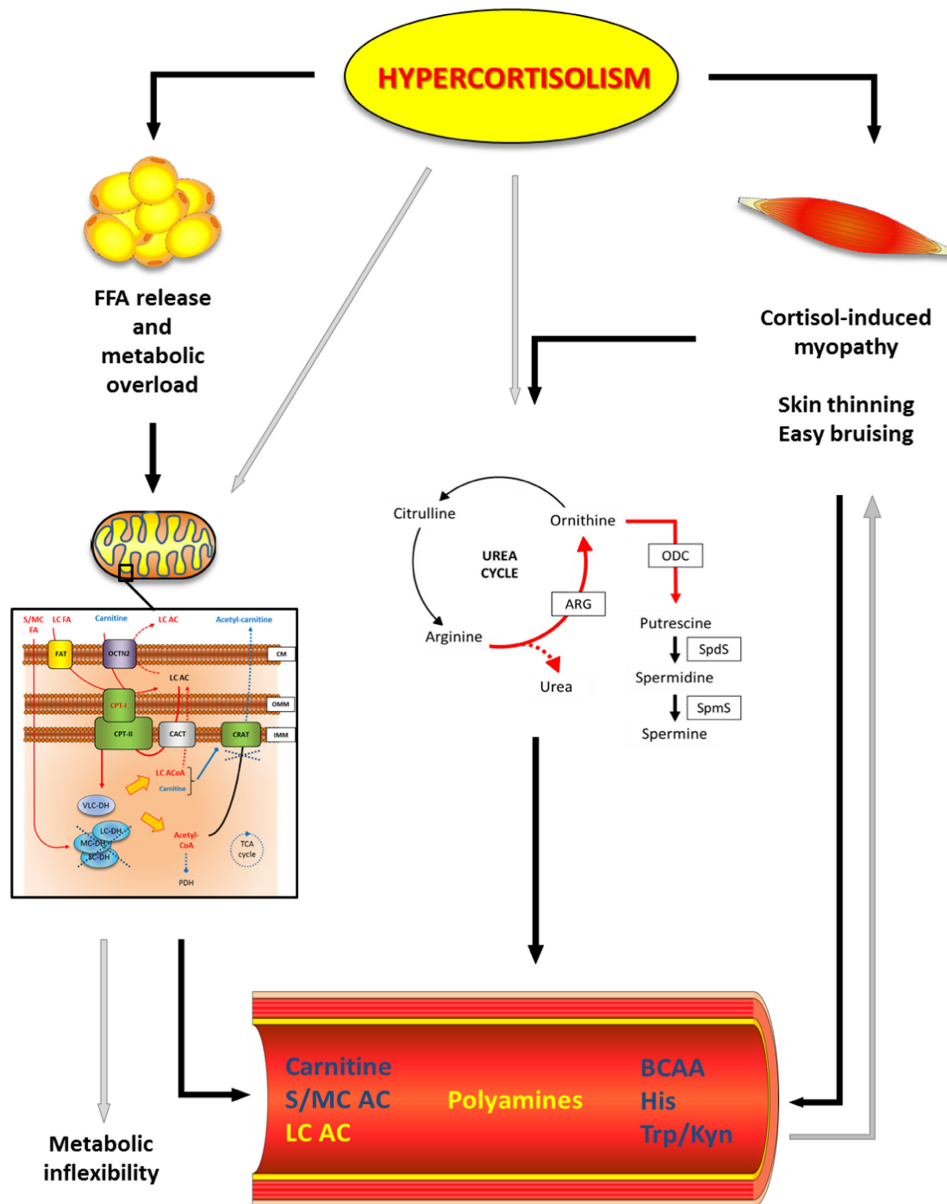 HYPERCORTISOLISM
FFA release
and
metabolic
overload
Cortisol-induced
myopathy
Skin thinning
Easy bruising
Citrulline
Ornithine
UREA
CYCLE
ODC
ARG
Arginine
Urea
Putrescine
SpdS
Spermidine
SpmS
Spermine
S/MC
FA
LC FA
Carnitine
LC AC
Acetyl-carnitine
FAT
OCTN2
CM
LC AC
CPT-I
OMM
CPT-II
CACT
CRAT
IMM
LC ACoA
Carnitine
VLC-DH
LC-DH
MC-DH
SC-DH
Acetyl-
CoA
TCA
cycle
PDH
Metabolic
inflexibility
Carnitine
S/MC AC
LC AC
Polyamines
BCAA
His
Trp/Kyn